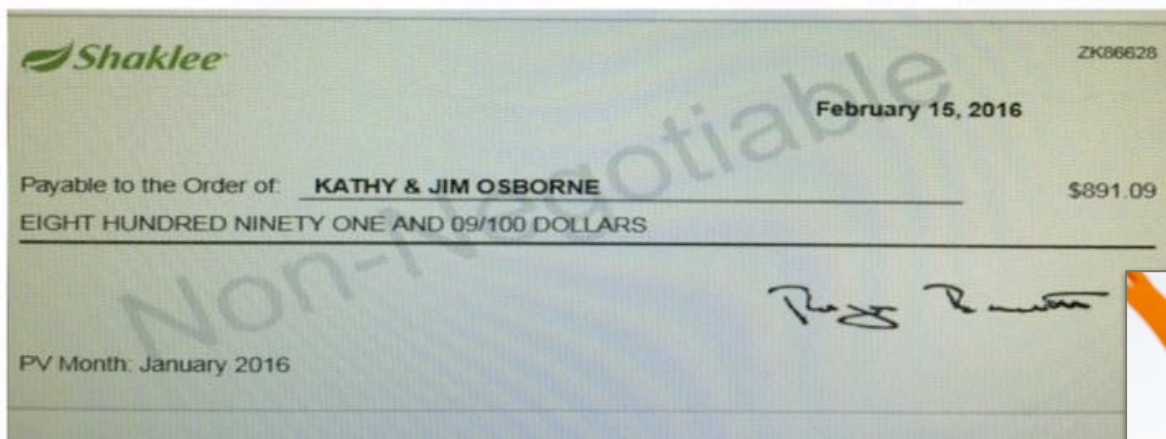 Shaklee
ZK86628
February 15, 2016
Payable to the Order of: KATHY & JIM OSBORNE $891.09
EIGHT HUNDRED NINETY ONE AND 09/100 DOLLARS
Non-Negotiable
PV Month: January 2016